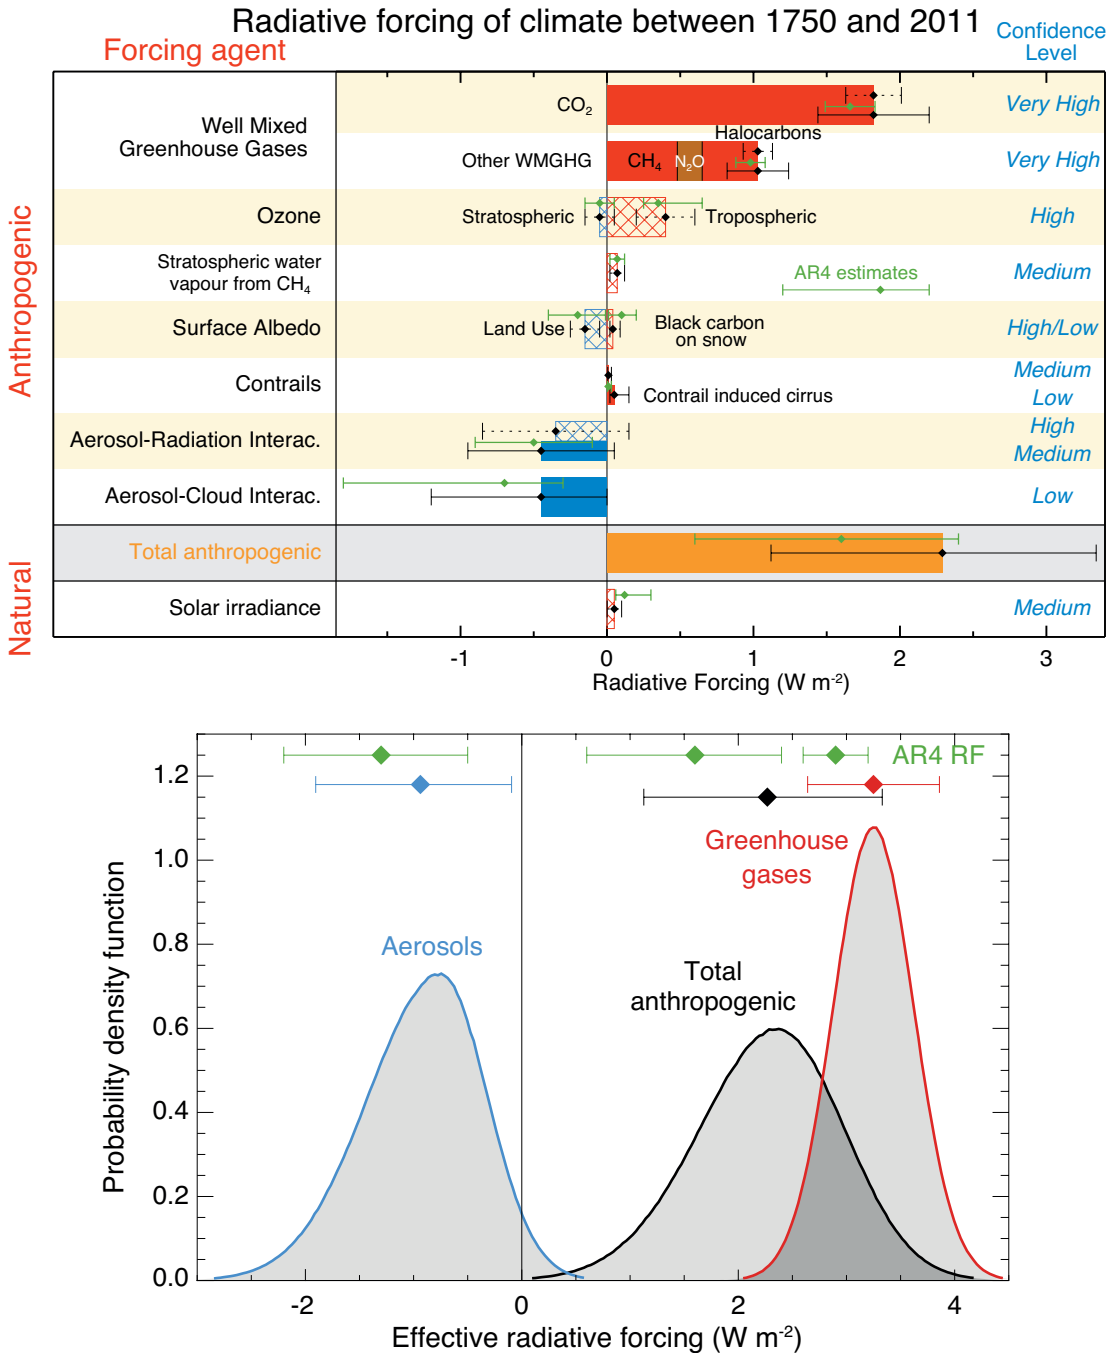 Radiative forcing of climate between 1750 and 2011
Forcing agent
Confidence
Level
Anthropogenic
Natural
Well Mixed
Greenhouse Gases
CO2
Very High
Other WMGHG
CH4
N2O
Halocarbons
Very High
Ozone
Stratospheric
Tropospheric
High
Stratospheric water
vapour from CH4
AR4 estimates
Medium
Surface Albedo
Land Use
Black carbon
on snow
High/Low
Contrails
Contrail induced cirrus
Medium
Low
Aerosol-Radiation Interac.
High
Medium
Aerosol-Cloud Interac.
Low
Total anthropogenic
Solar irradiance
Medium
-1 0 1 2 3
Radiative Forcing (W m-2)
AR4 RF
Greenhouse
gases
Aerosols
Total
anthropogenic
Probability density function
1.2
1.0
0.8
0.6
0.4
0.2
0.0
-2 0 2 4
Effective radiative forcing (W m-2)